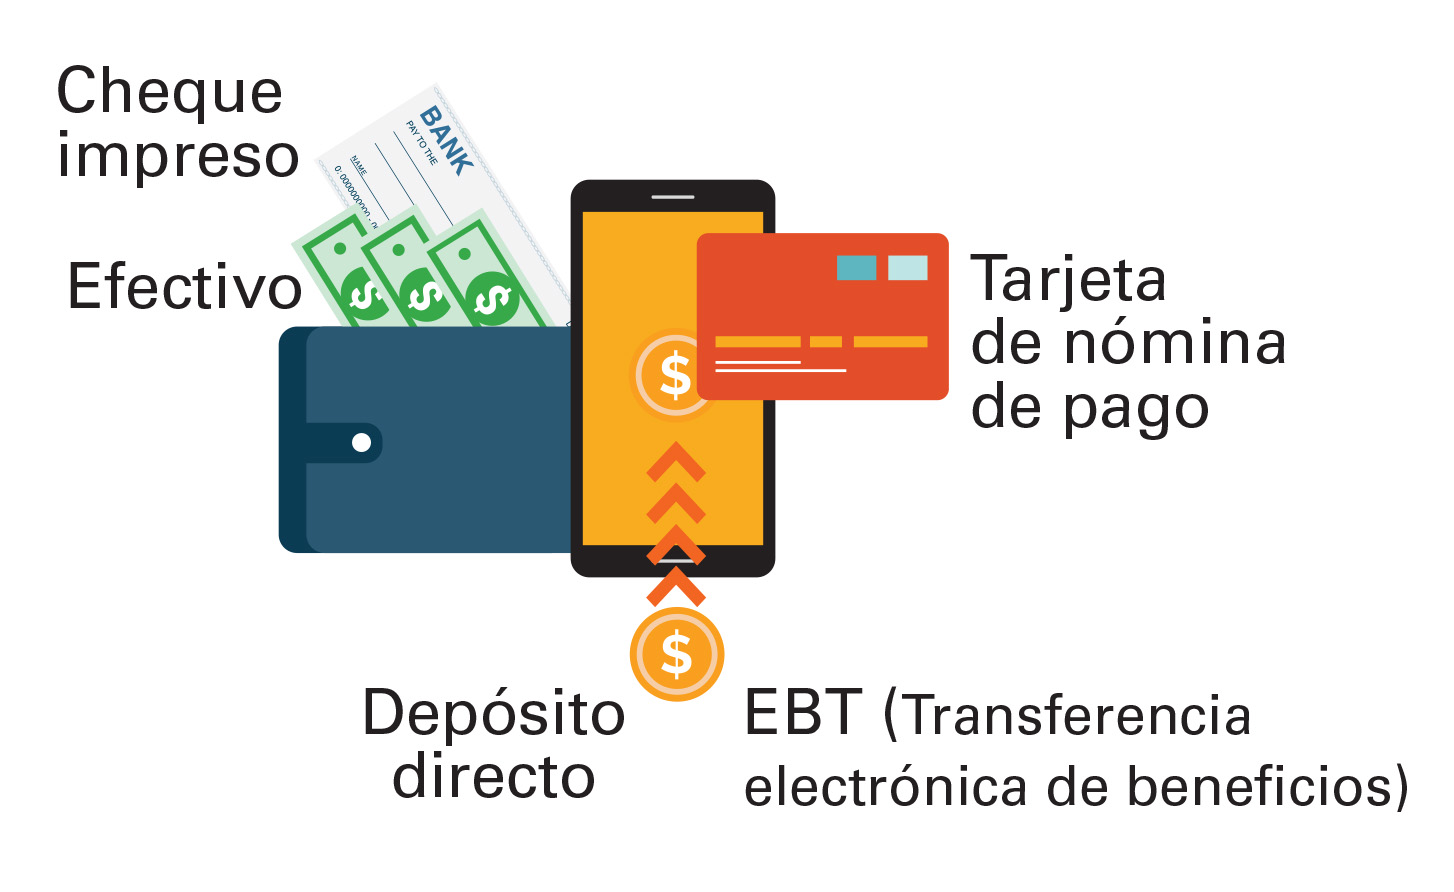 Cheque
impreso
BANK
PAY TO THE
NAME
Efectivo
$
$
$
$
Tarjeta
de nómina
de pago
$
Depósito
directo
EBT (Transferencia
electrónica de beneficios)